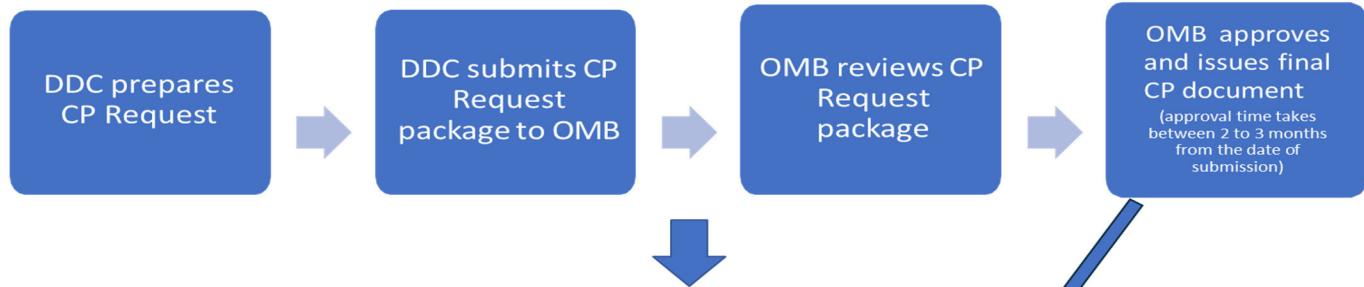 DDC prepares
CP Request
DDC submits CP
Request
package to OMB
OMB reviews CP
Request
package
OMB approves
and issues final
CP document
(approval time takes
between 2 to 3 months
from the date of
submission)